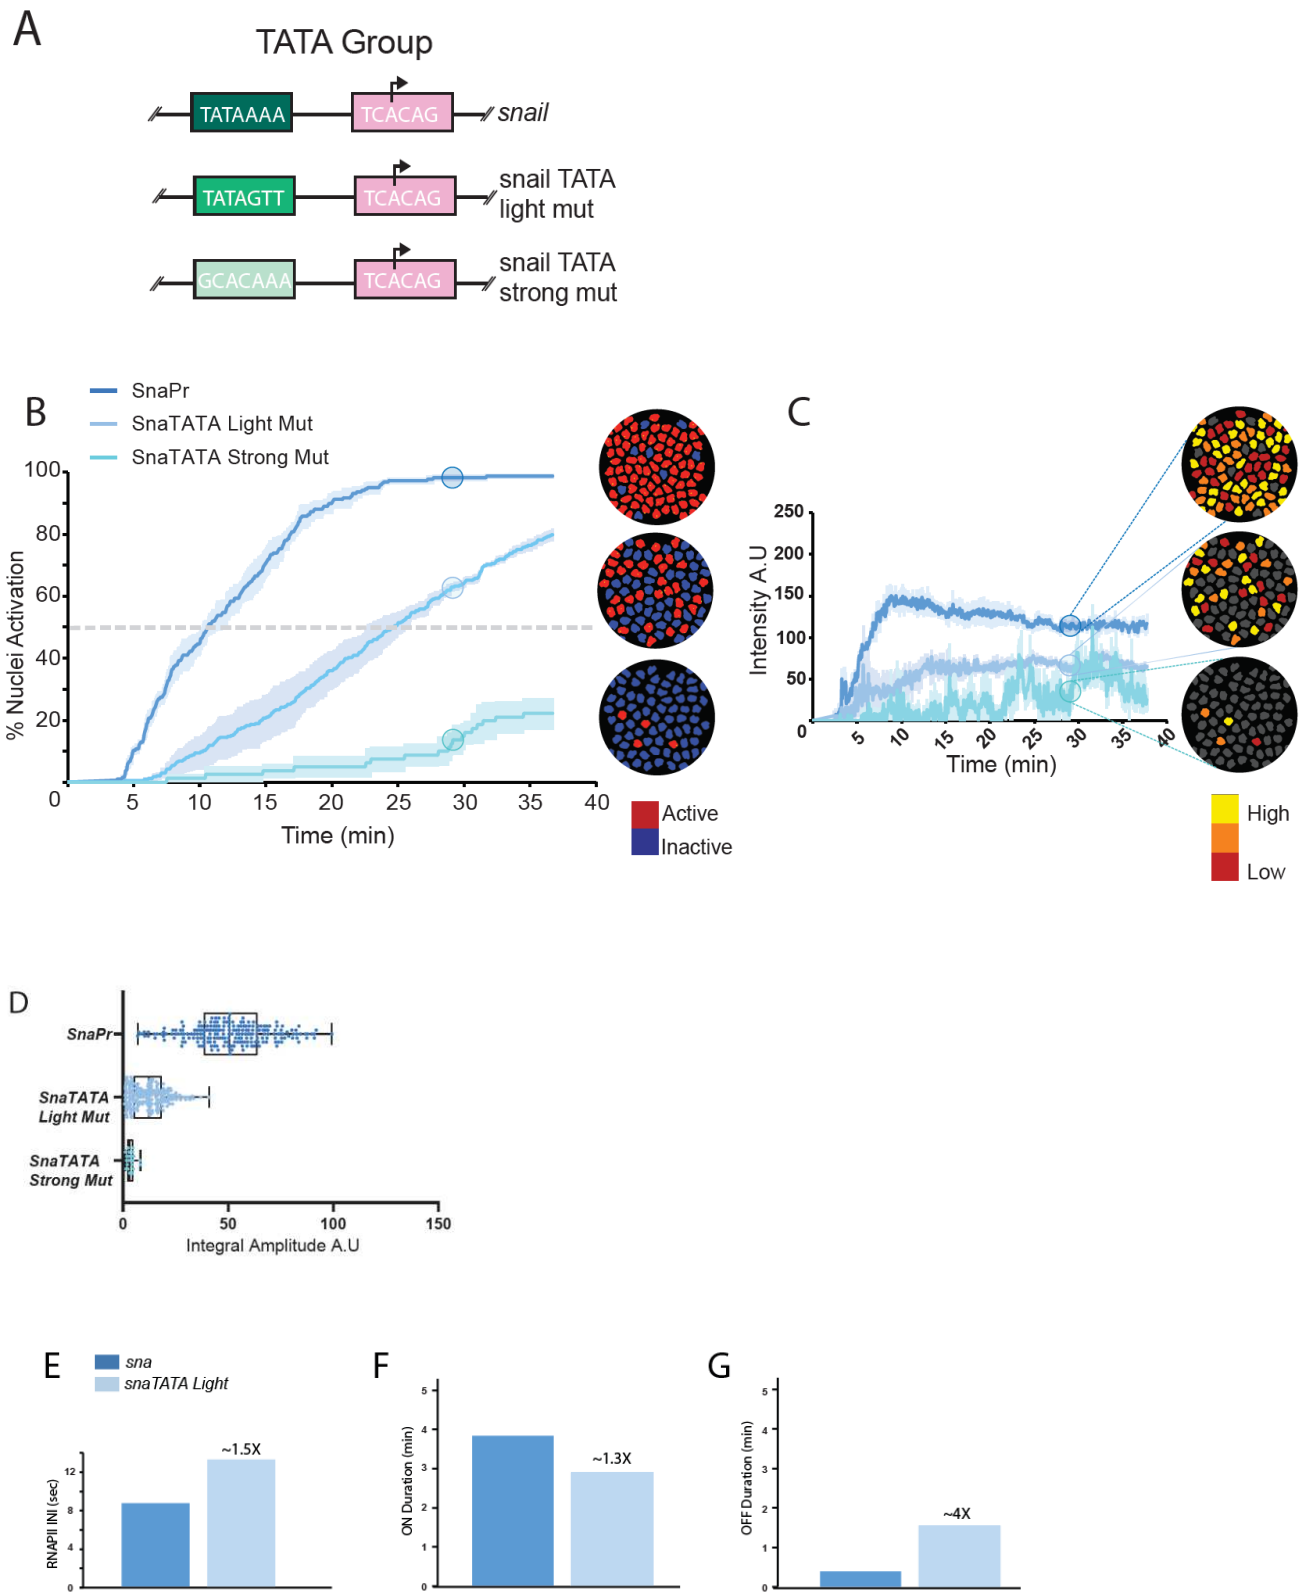 A
TATA Group
TATAAAA
TCACAG
snail
TATAGTT
TCACAG
snail TATA
light mut
GCACAAA
TCACAG
snail TATA
strong mut
B
SnaPr
SnaTATA Light Mut
SnaTATA Strong Mut
% Nuclei Activation
100
80
60
40
20
0
5
10
15
20
25
30
35
40
Time (min)
Active
Inactive
C
Intensity A.U
250
200
150
100
50
0
5
10
15
20
25
30
35
40
Time (min)
High
Low
D
SnaPr
SnaTATA
Light Mut
SnaTATA
Strong Mut
0
50
100
150
Integral Amplitude A.U
E
sna
snaTATA Light
RNAPII INI (sec)
12
8
4
0
~1.5X
F
ON Duration (min)
5
4
3
2
1
0
~1.3X
G
OFF Duration (min)
5
4
3
2
1
0
~4X